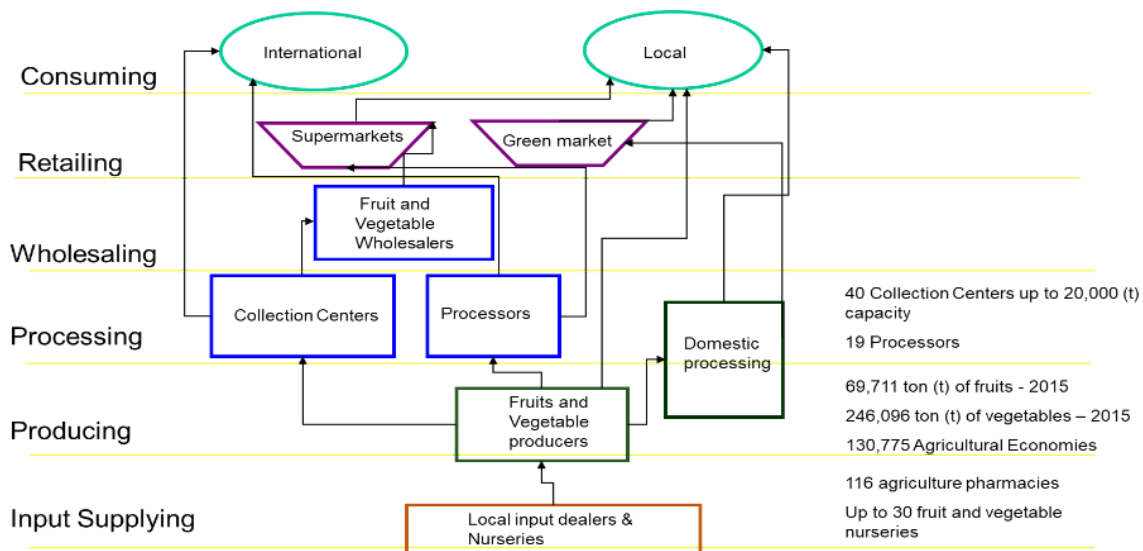 International
Local
Consuming
Supermarkets
Green market
Retailing
Fruit and
Vegetable
Wholesalers
Wholesaling
Collection Centers
Processors
Domestic
processing
40 Collection Centers up to 20,000 (t)
capacity
19 Processors
Processing
Fruits and
Vegetable
producers
69,711 ton (t) of fruits - 2015
246,096 ton (t) of vegetables – 2015
130,775 Agricultural Economies
Producing
116 agriculture pharmacies
Up to 30 fruit and vegetable
nurseries
Input Supplying
Local input dealers &
Nurseries